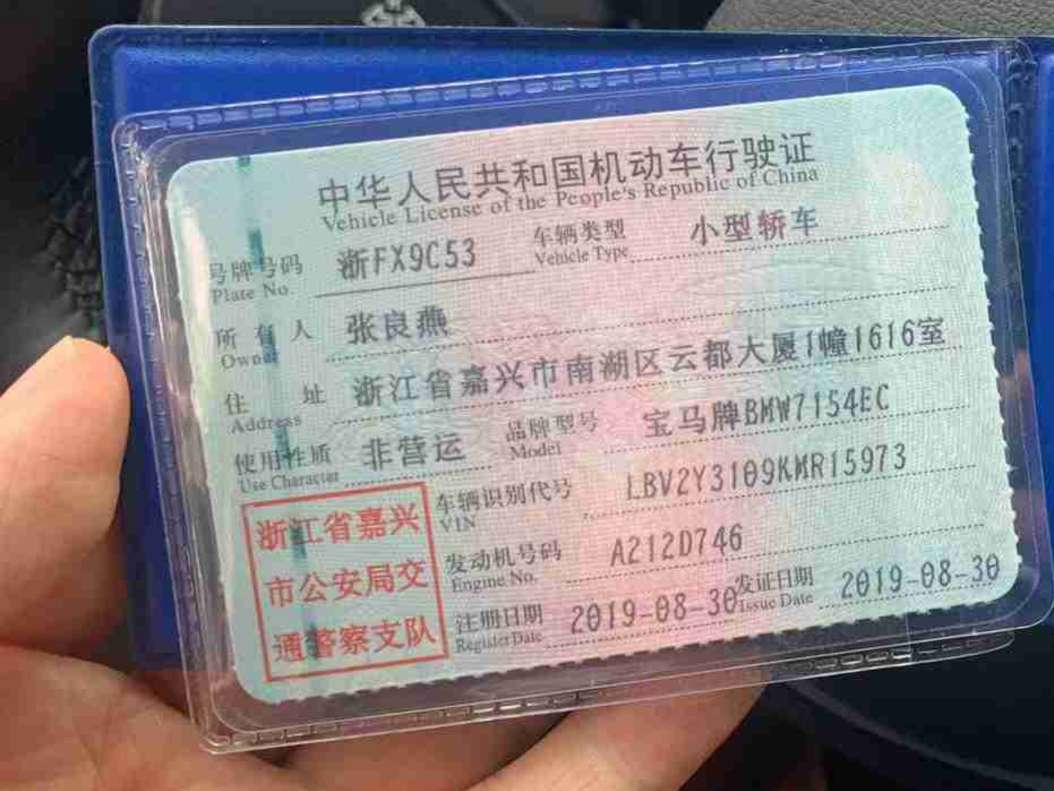 中华人民共和国机动车行驶证
Vehicle License of the People's Republic of China
号牌号码 浙FX9C53 车辆类型 小型轿车
Plate No. Vehicle Type
所有人 张良燕
Owner
住址 浙江省嘉兴市南湖区云都大厦1幢1616室
Address
使用性质 非营运 品牌型号 宝马牌BMW7154EC
Use Character Model
浙江省嘉兴
市公安局交
通警察支队
车辆识别代号 LBV2Y3109KMR15973
VIN
发动机号码 A212D746
Engine No.
注册日期 2019-08-30 发证日期 2019-08-30
Register Date Issue Date